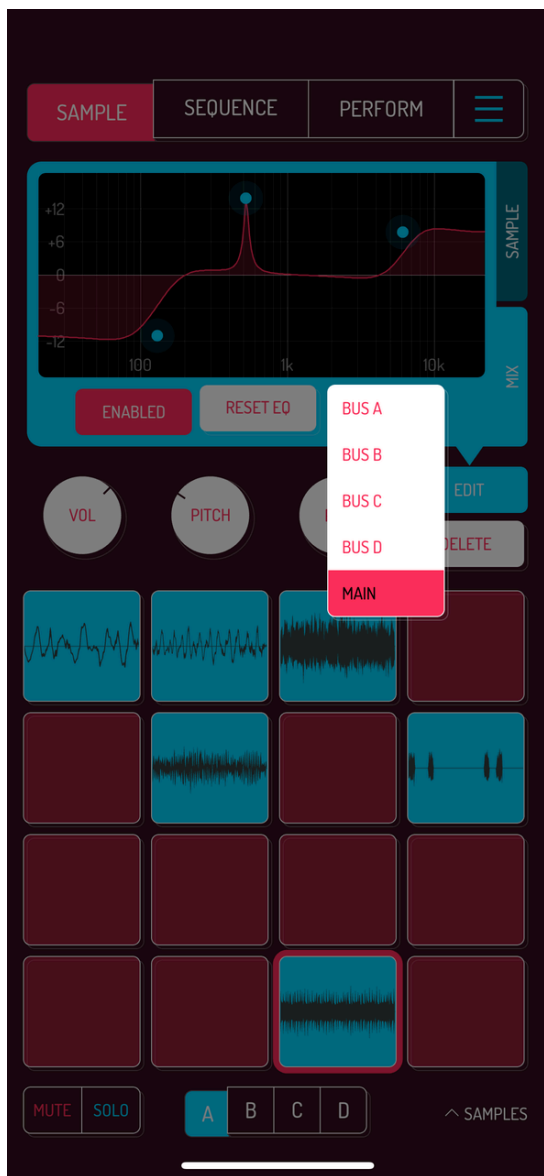 SAMPLE SEQUENCE PERFORM
+12
+6
0
-6
-12
100 1k 10k
SAMPLE
MIX
ENABLED RESET EQ
BUS A
BUS B
BUS C
BUS D
MAIN
VOL PITCH
EDIT
DELETE
MUTE SOLO A B C D SAMPLES